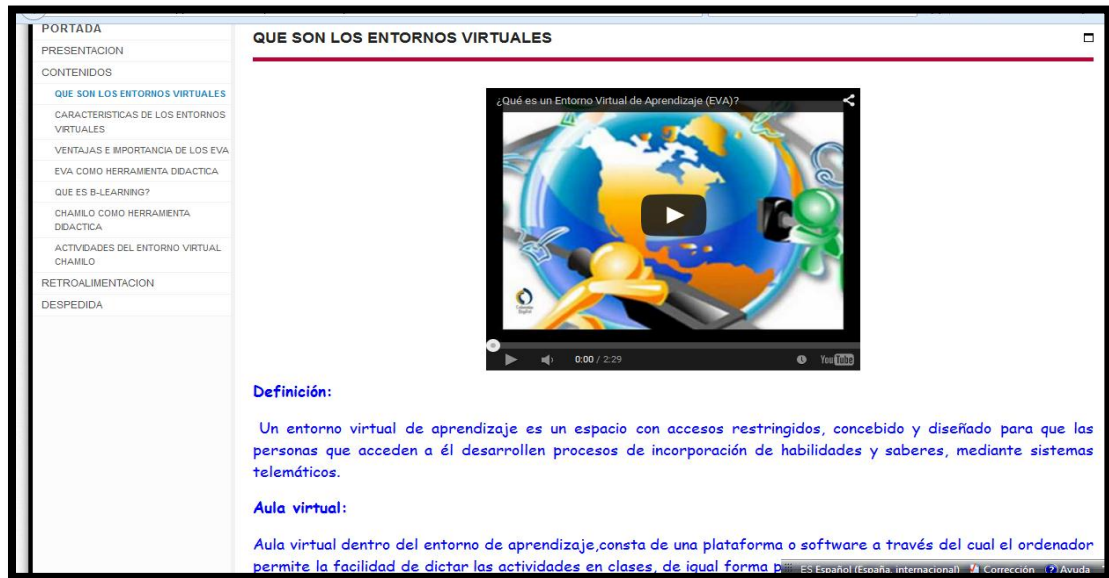 PORTADA
PRESENTACION
CONTENIDOS
QUE SON LOS ENTORNOS VIRTUALES
CARACTERISTICAS DE LOS ENTORNOS
VIRTUALES
VENTAJAS E IMPORTANCIA DE LOS EVA
EVA COMO HERRAMIENTA DIDACTICA
QUE ES B-LEARNING?
CHAMILO COMO HERRAMIENTA
DIDACTICA
ACTIVIDADES DEL ENTORNO VIRTUAL
CHAMILO
RETROALIMENTACION
DESPEDIDA
QUE SON LOS ENTORNOS VIRTUALES
¿Qué es un Entorno Virtual de Aprendizaje (EVA)?
0:00 / 2:29
YouTube
Definición:
Un entorno virtual de aprendizaje es un espacio con accesos restringidos, concebido y diseñado para que las
personas que acceden a él desarrollen procesos de incorporación de habilidades y saberes, mediante sistemas
telemáticos.
Aula virtual:
Aula virtual dentro del entorno de aprendizaje,consta de una plataforma o software a través del cual el ordenador
permite la facilidad de dictar las actividades en clases, de igual forma
ES Español (España, internacional) Corrección Ayuda